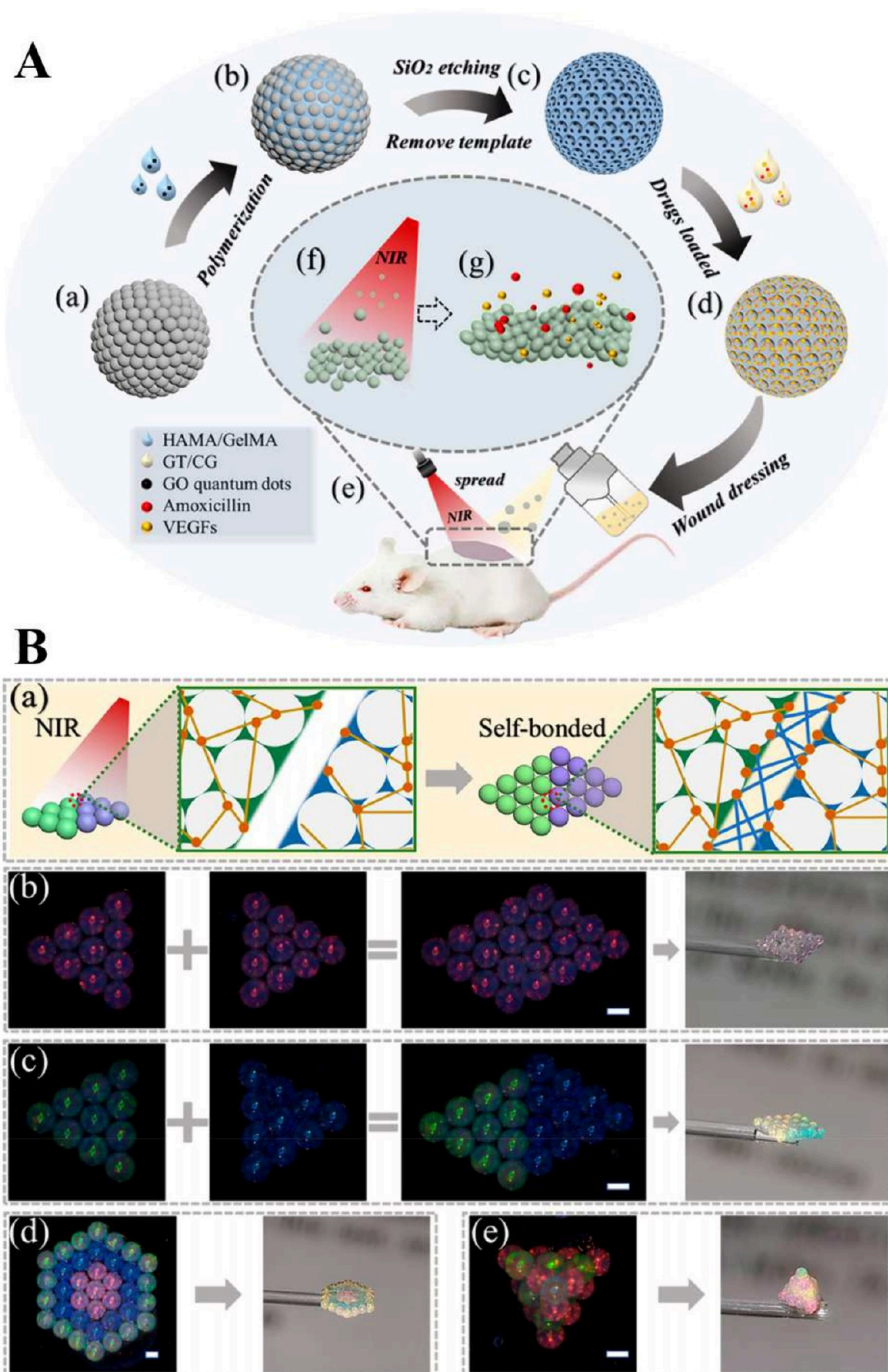 A
(b)
SiO₂ etching
(c)
Remove template
Polymerization
Drugs loaded
(a)
(f)
NIR
(g)
(d)
HAMA/GelMA
GT/CG
GO quantum dots
Amoxicillin
VEGFs
(e)
spread
NIR
Wound dressing
B
(a)
NIR
Self-bonded
(b)
+
=
(c)
+
=
(d)
(e)